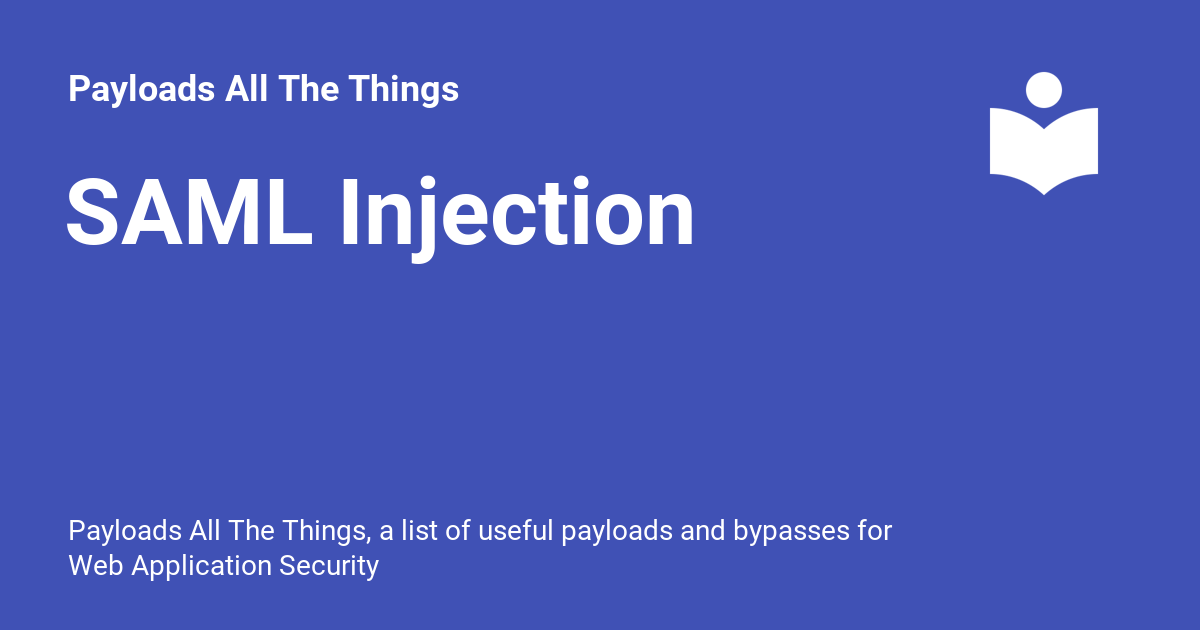 Payloads All The Things
SAML Injection
Payloads All The Things, a list of useful payloads and bypasses for
Web Application Security